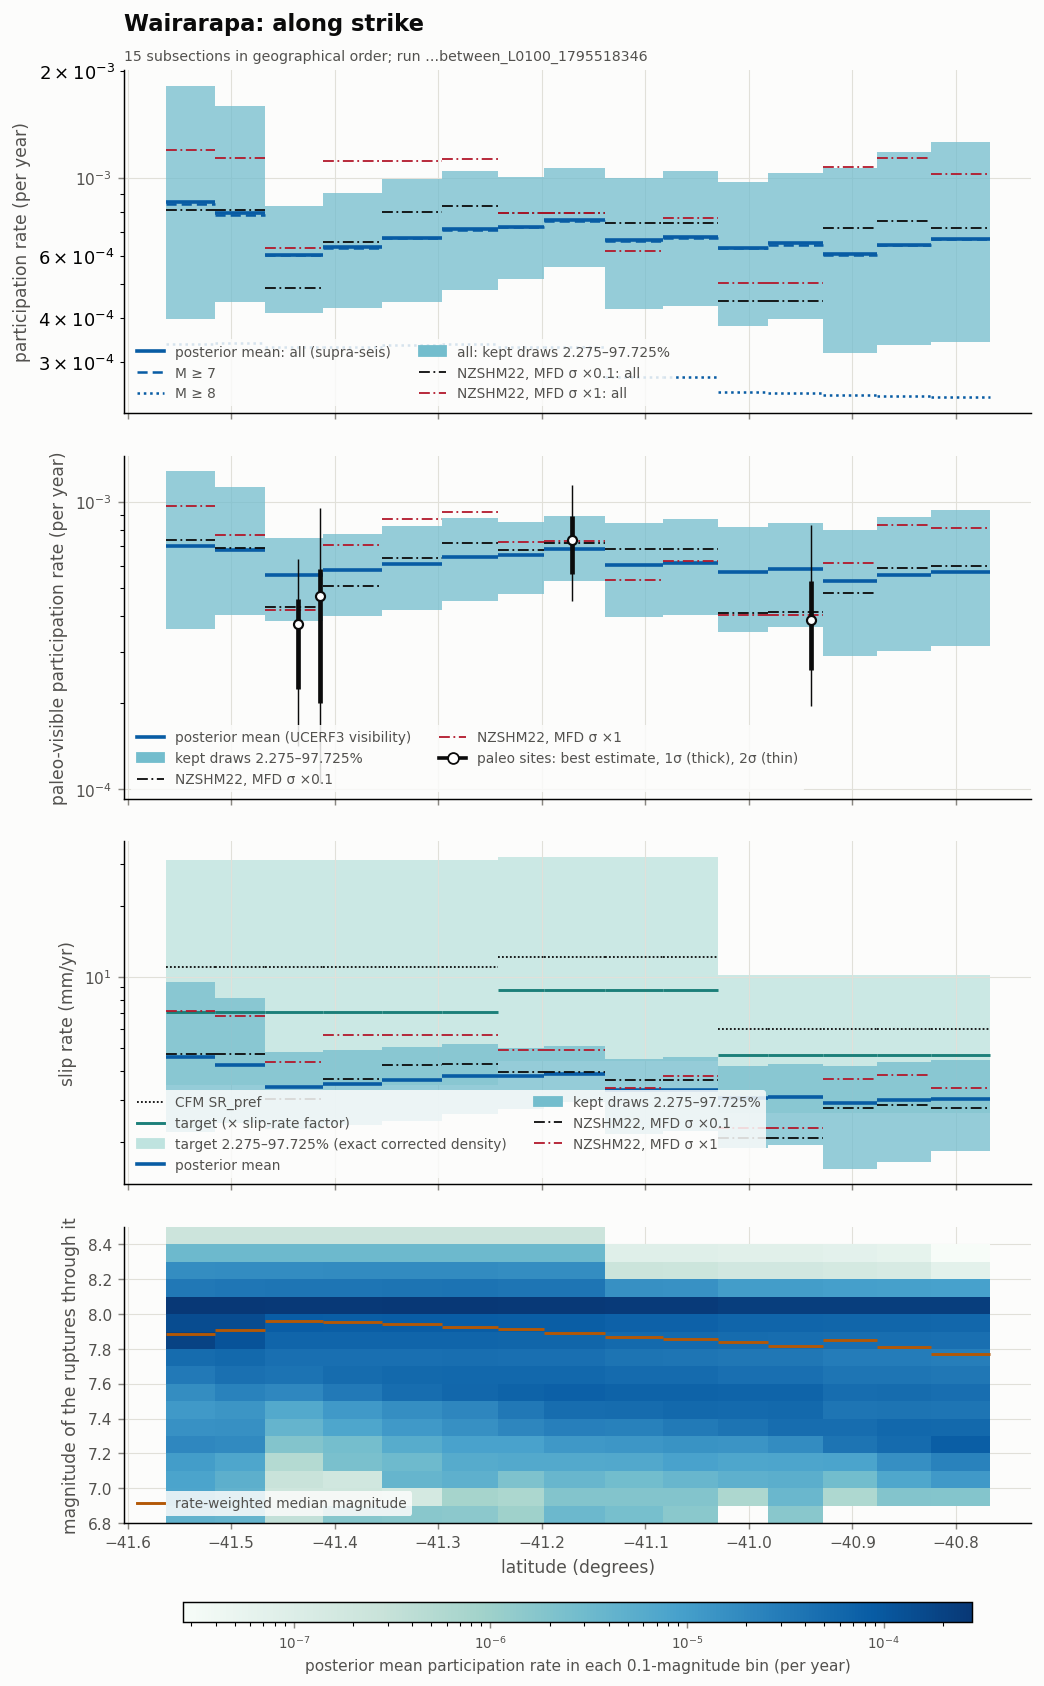 Wairarapa: along strike
15 subsections in geographical order; run ...between_L0100_1795518346
participation rate (per year)
2 × 10⁻³
10⁻³
6 × 10⁻⁴
4 × 10⁻⁴
3 × 10⁻⁴
posterior mean: all (supra-seis)
M ≥ 7
M ≥ 8
all: kept draws 2.275–97.725%
NZSHM22, MFD σ ×0.1: all
NZSHM22, MFD σ ×1: all
paleo-visible participation rate (per year)
10⁻³
10⁻⁴
posterior mean (UCERF3 visibility)
kept draws 2.275–97.725%
NZSHM22, MFD σ ×0.1
NZSHM22, MFD σ ×1
paleo sites: best estimate, 1σ (thick), 2σ (thin)
slip rate (mm/yr)
10¹
CFM SR_pref
target (× slip-rate factor)
target 2.275–97.725% (exact corrected density)
posterior mean
kept draws 2.275–97.725%
NZSHM22, MFD σ ×0.1
NZSHM22, MFD σ ×1
magnitude of the ruptures through it
8.4
8.2
8.0
7.8
7.6
7.4
7.2
7.0
6.8
rate-weighted median magnitude
−41.6 −41.5 −41.4 −41.3 −41.2 −41.1 −41.0 −40.9 −40.8
latitude (degrees)
10⁻⁷ 10⁻⁶ 10⁻⁵ 10⁻⁴
posterior mean participation rate in each 0.1-magnitude bin (per year)